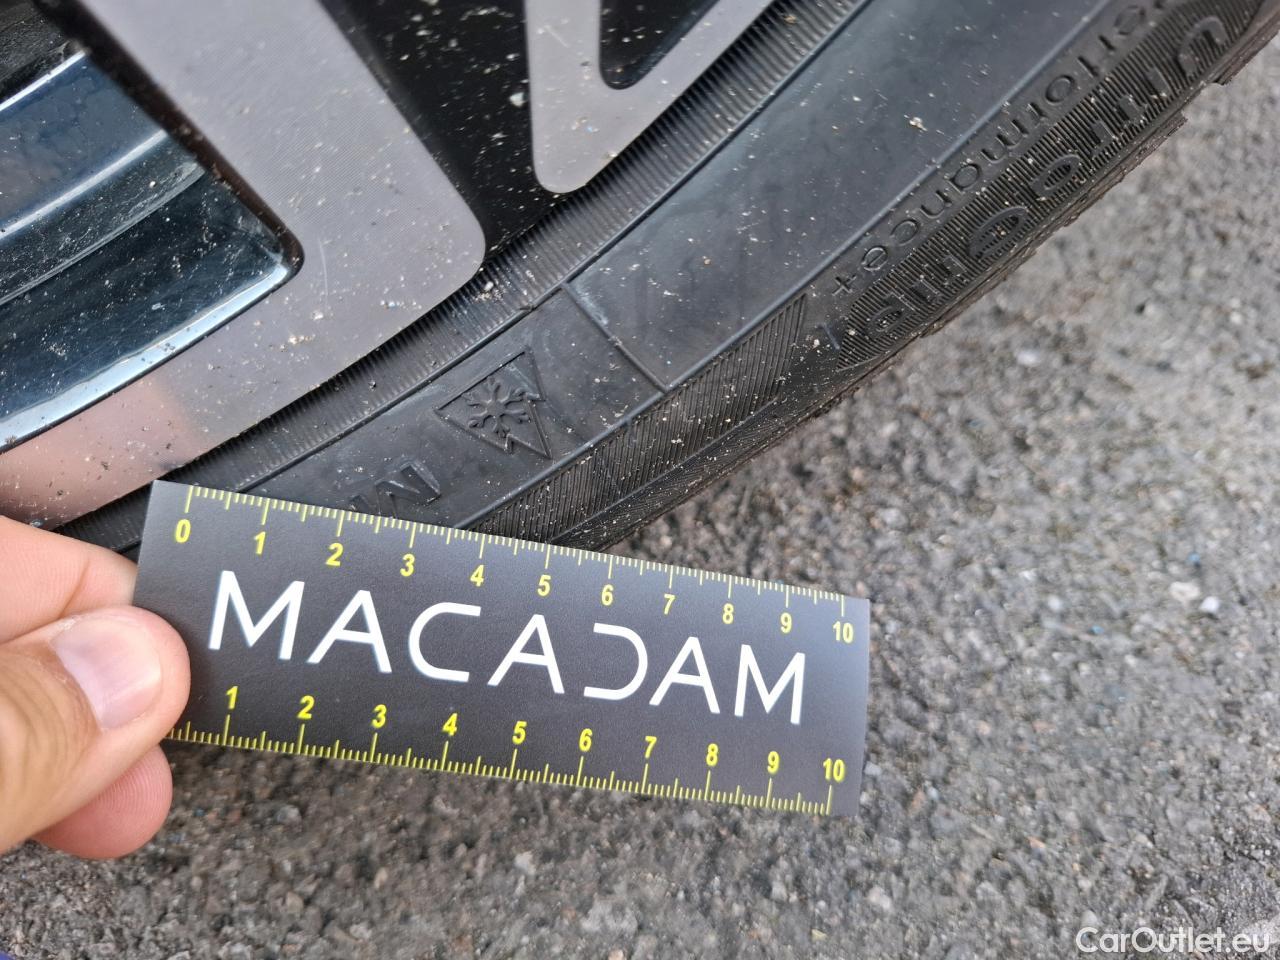 UltraGrip
Performance+
0 1 2 3 4 5 6 7 8 9 10
MACADAM
1 2 3 4 5 6 7 8 9 10
CarOutlet.eu